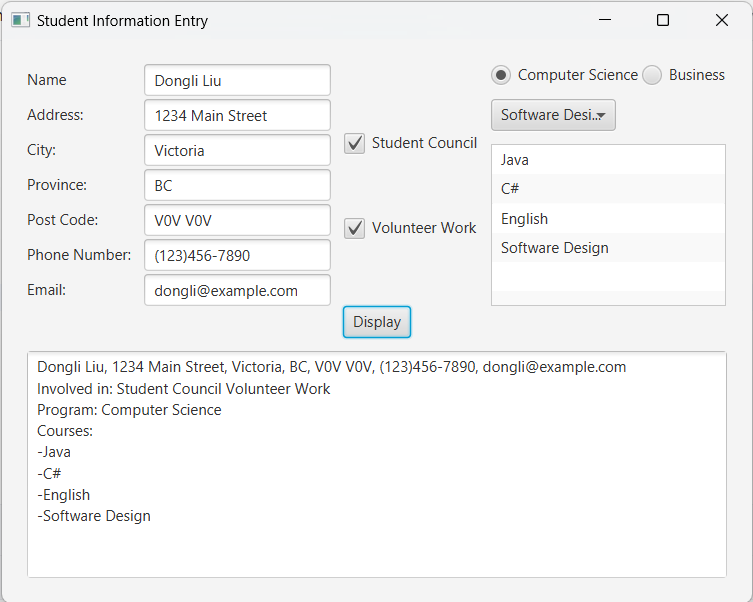 Student Information Entry
Name
Dongli Liu
Address:
1234 Main Street
City:
Victoria
Province:
BC
Post Code:
V0V V0V
Phone Number:
(123)456-7890
Email:
dongli@example.com
Student Council
Volunteer Work
Display
Computer Science
Business
Software Desi...
Java
C#
English
Software Design
Dongli Liu, 1234 Main Street, Victoria, BC, V0V V0V, (123)456-7890, dongli@example.com
Involved in: Student Council Volunteer Work
Program: Computer Science
Courses:
-Java
-C#
-English
-Software Design